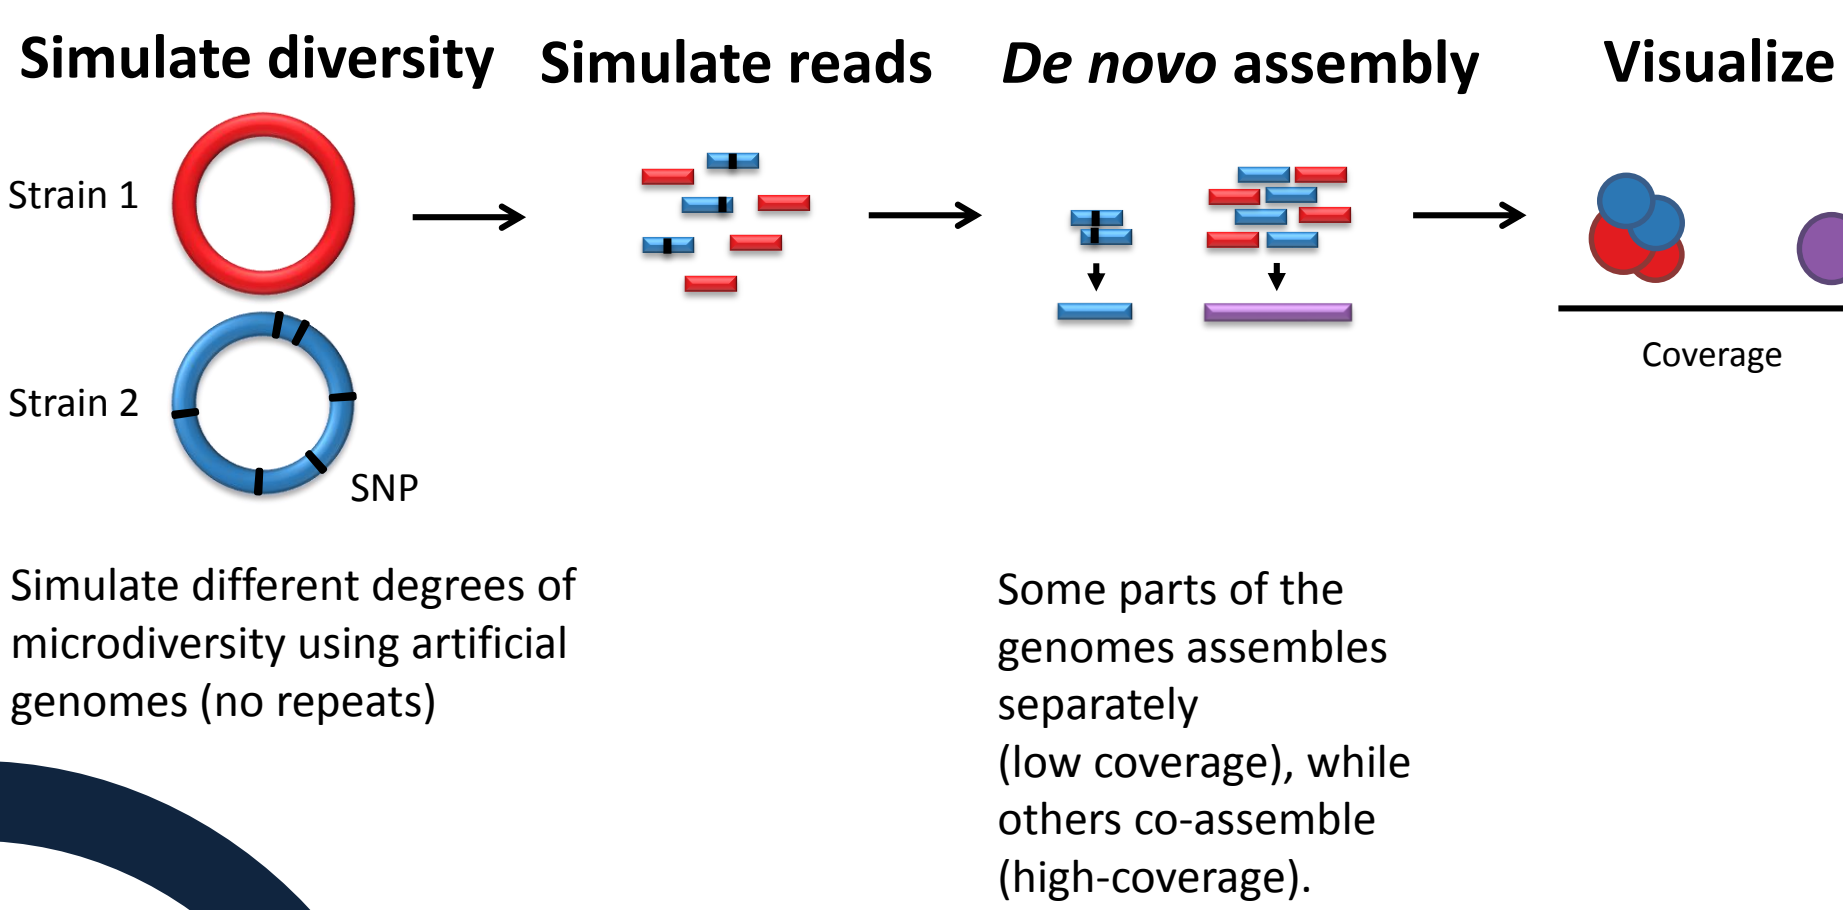 Simulate diversity
Simulate reads
De novo assembly
Visualize
Strain 1
Strain 2
SNP
Coverage
Simulate different degrees of
microdiversity using artificial
genomes (no repeats)
Some parts of the
genomes assembles
separately
(low coverage), while
others co-assemble
(high-coverage).